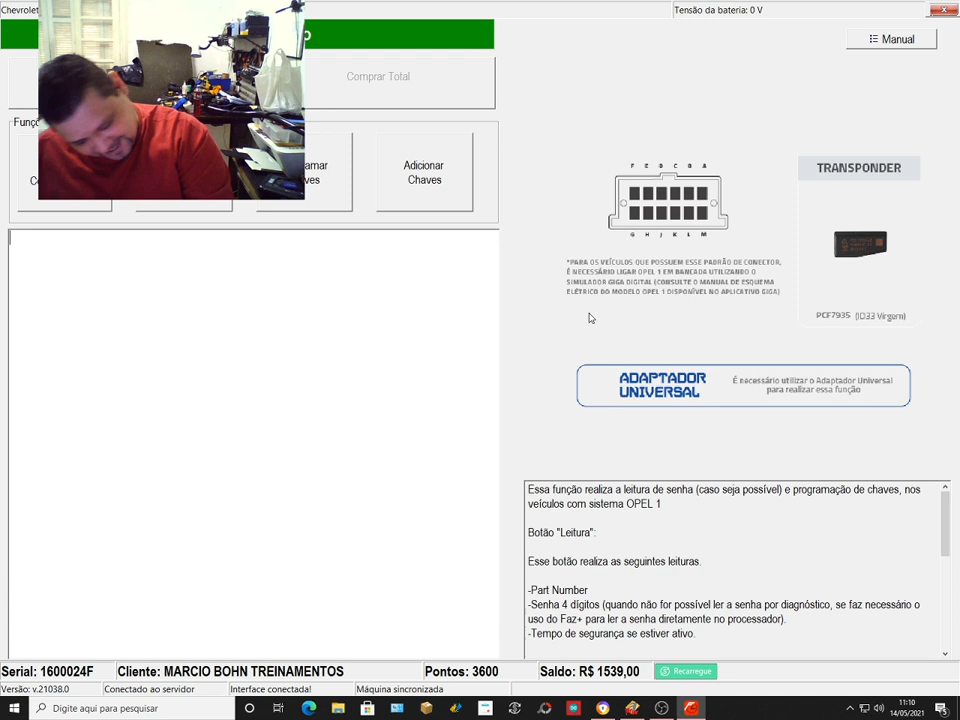 Chevrolet
Tensão da bateria: 0 V
Manual
Comprar Total
Adicionar
Chaves
F E D C B A
G H J K L M
TRANSPONDER
*PARA OS VEÍCULOS QUE POSSUEM ESSE PADRÃO DE CONECTOR,
É NECESSÁRIO LIGAR OPEL 1 EM BANCADA UTILIZANDO O
SIMULADOR GIGA DIGITAL (CONSULTE O MANUAL DE ESQUEMA
ELÉTRICO DO MODELO OPEL 1 DISPONÍVEL NO APLICATIVO GIGA)
PCF7935 (ID33 Virgem)
ADAPTADOR
UNIVERSAL
É necessário utilizar o Adaptador Universal
para realizar essa função
Essa função realiza a leitura de senha (caso seja possível) e programação de chaves, nos
veículos com sistema OPEL 1
Botão "Leitura":
Esse botão realiza as seguintes leituras.
-Part Number
-Senha 4 dígitos (quando não for possível ler a senha por diagnóstico, se faz necessário o
uso do Faz+ para ler a senha diretamente no processador).
-Tempo de segurança se estiver ativo.
Serial: 1600024F
Cliente: MARCIO BOHN TREINAMENTOS
Pontos: 3600
Saldo: R$ 1539,00
Recarregue
Versão: v.21038.0
Conectado ao servidor
Interface conectada!
Máquina sincronizada
Digite aqui para pesquisar
11:10
14/05/2021